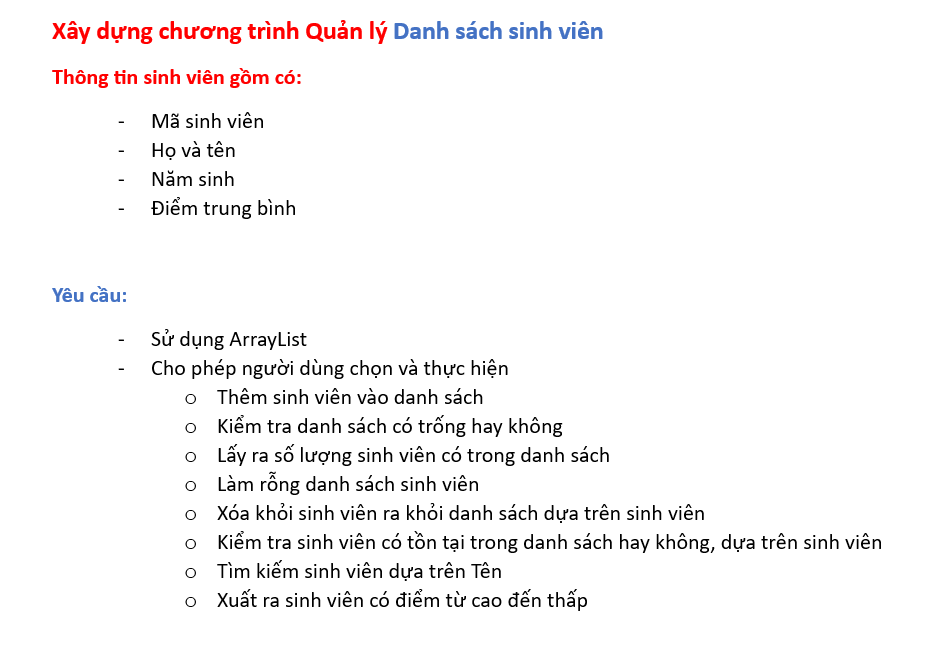 Xây dựng chương trình Quản lý Danh sách sinh viên
Thông tin sinh viên gồm có:
- Mã sinh viên
- Họ và tên
- Năm sinh
- Điểm trung bình
Yêu cầu:
- Sử dụng ArrayList
- Cho phép người dùng chọn và thực hiện
o Thêm sinh viên vào danh sách
o Kiểm tra danh sách có trống hay không
o Lấy ra số lượng sinh viên có trong danh sách
o Làm rỗng danh sách sinh viên
o Xóa khỏi sinh viên ra khỏi danh sách dựa trên sinh viên
o Kiểm tra sinh viên có tồn tại trong danh sách hay không, dựa trên sinh viên
o Tìm kiếm sinh viên dựa trên Tên
o Xuất ra sinh viên có điểm từ cao đến thấp